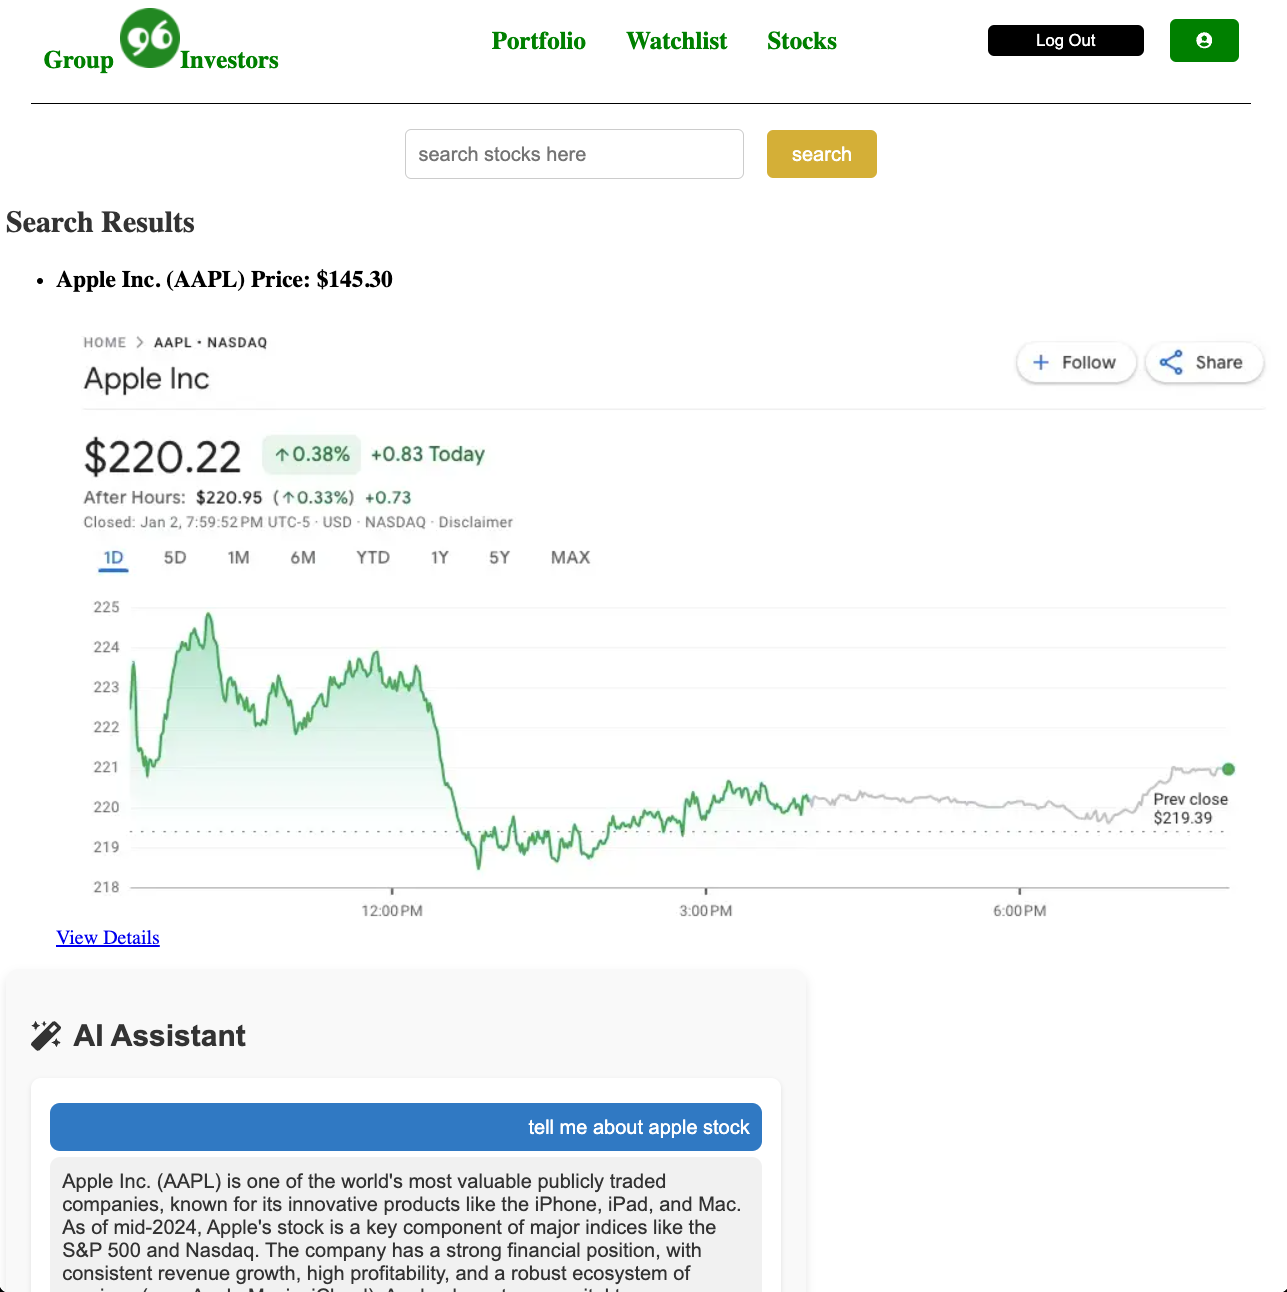 Group 96 Investors
Portfolio
Watchlist
Stocks
Log Out
search stocks here
search
Search Results
Apple Inc. (AAPL) Price: $145.30
HOME > AAPL • NASDAQ
Apple Inc
+ Follow
Share
$220.22
↑0.38%
+0.83 Today
After Hours: $220.95 (↑0.33%) +0.73
Closed: Jan 2, 7:59:52 PM UTC-5 · USD · NASDAQ · Disclaimer
1D
5D
1M
6M
YTD
1Y
5Y
MAX
225
224
223
222
221
220
219
218
Prev close
$219.39
12:00 PM
3:00 PM
6:00 PM
View Details
AI Assistant
tell me about apple stock
Apple Inc. (AAPL) is one of the world's most valuable publicly traded
companies, known for its innovative products like the iPhone, iPad, and Mac.
As of mid-2024, Apple's stock is a key component of major indices like the
S&P 500 and Nasdaq. The company has a strong financial position, with
consistent revenue growth, high profitability, and a robust ecosystem of